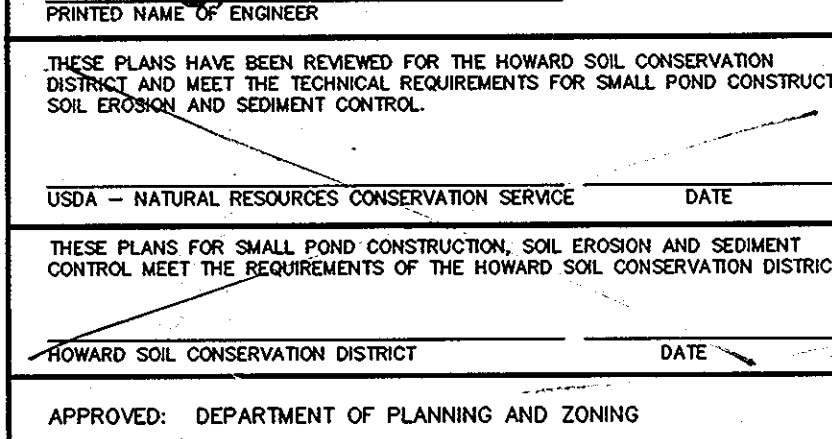 PRINTED NAME OF ENGINEER
THESE PLANS HAVE BEEN REVIEWED FOR THE HOWARD SOIL CONSERVATION
DISTRICT AND MEET THE TECHNICAL REQUIREMENTS FOR SMALL POND CONSTRUCT
SOIL EROSION AND SEDIMENT CONTROL.
USDA – NATURAL RESOURCES CONSERVATION SERVICE DATE
THESE PLANS FOR SMALL POND CONSTRUCTION, SOIL EROSION AND SEDIMENT
CONTROL MEET THE REQUIREMENTS OF THE HOWARD SOIL CONSERVATION DISTRIC
HOWARD SOIL CONSERVATION DISTRICT DATE
APPROVED: DEPARTMENT OF PLANNING AND ZONING